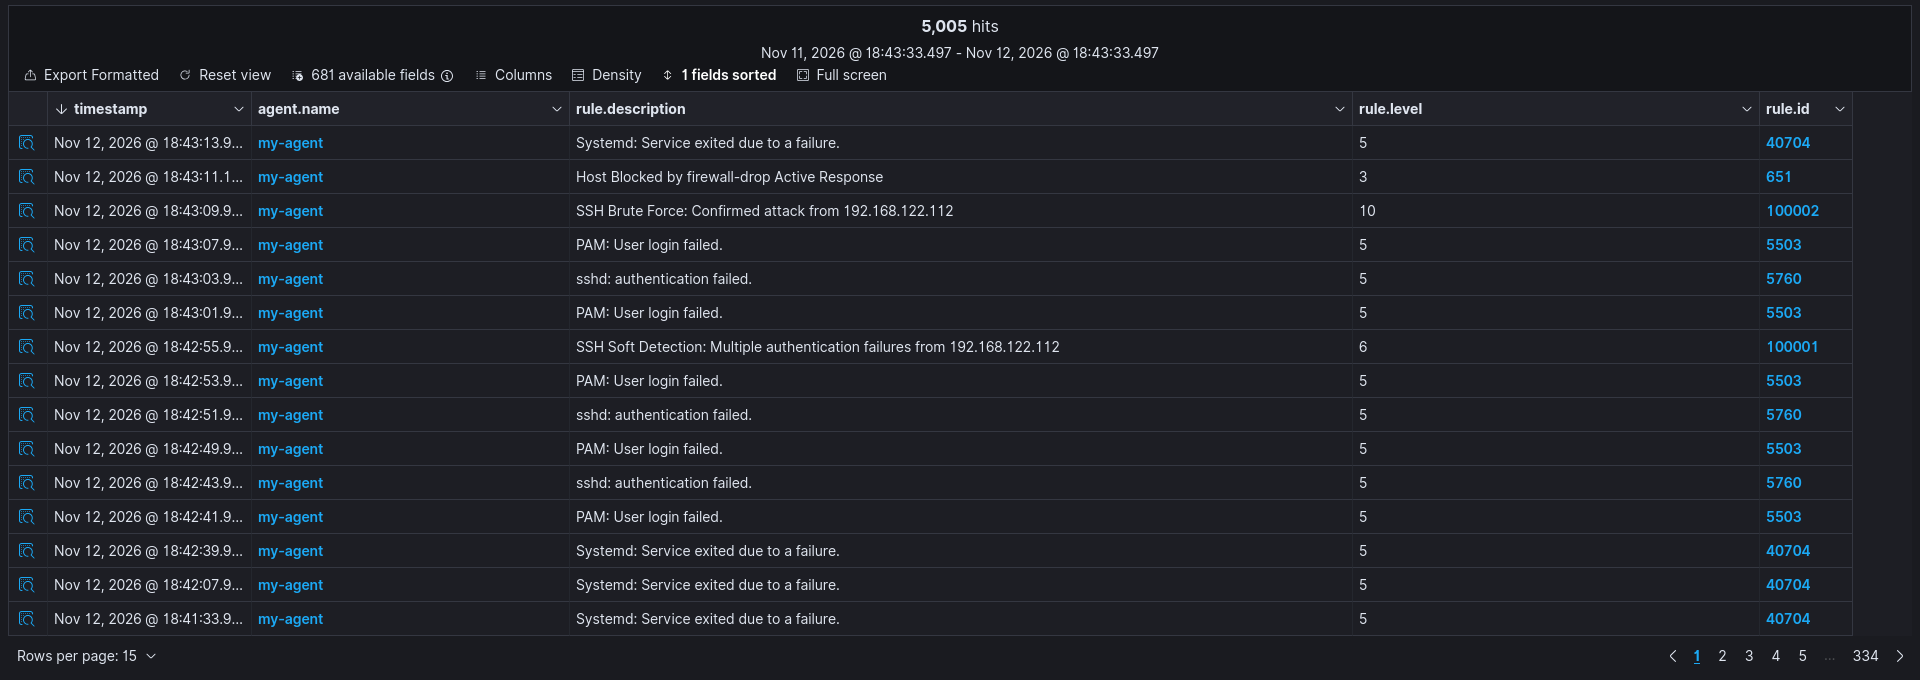 5,005 hits
Nov 11, 2026 @ 18:43:33.497 - Nov 12, 2026 @ 18:43:33.497
Export Formatted Reset view 681 available fields Columns Density 1 fields sorted Full screen
timestamp agent.name rule.description rule.level rule.id
Nov 12, 2026 @ 18:43:13.9... my-agent Systemd: Service exited due to a failure. 5 40704
Nov 12, 2026 @ 18:43:11.1... my-agent Host Blocked by firewall-drop Active Response 3 651
Nov 12, 2026 @ 18:43:09.9... my-agent SSH Brute Force: Confirmed attack from 192.168.122.112 10 100002
Nov 12, 2026 @ 18:43:07.9... my-agent PAM: User login failed. 5 5503
Nov 12, 2026 @ 18:43:03.9... my-agent sshd: authentication failed. 5 5760
Nov 12, 2026 @ 18:43:01.9... my-agent PAM: User login failed. 5 5503
Nov 12, 2026 @ 18:42:55.9... my-agent SSH Soft Detection: Multiple authentication failures from 192.168.122.112 6 100001
Nov 12, 2026 @ 18:42:53.9... my-agent PAM: User login failed. 5 5503
Nov 12, 2026 @ 18:42:51.9... my-agent sshd: authentication failed. 5 5760
Nov 12, 2026 @ 18:42:49.9... my-agent PAM: User login failed. 5 5503
Nov 12, 2026 @ 18:42:43.9... my-agent sshd: authentication failed. 5 5760
Nov 12, 2026 @ 18:42:41.9... my-agent PAM: User login failed. 5 5503
Nov 12, 2026 @ 18:42:39.9... my-agent Systemd: Service exited due to a failure. 5 40704
Nov 12, 2026 @ 18:42:07.9... my-agent Systemd: Service exited due to a failure. 5 40704
Nov 12, 2026 @ 18:41:33.9... my-agent Systemd: Service exited due to a failure. 5 40704
Rows per page: 15 1 2 3 4 5 ... 334